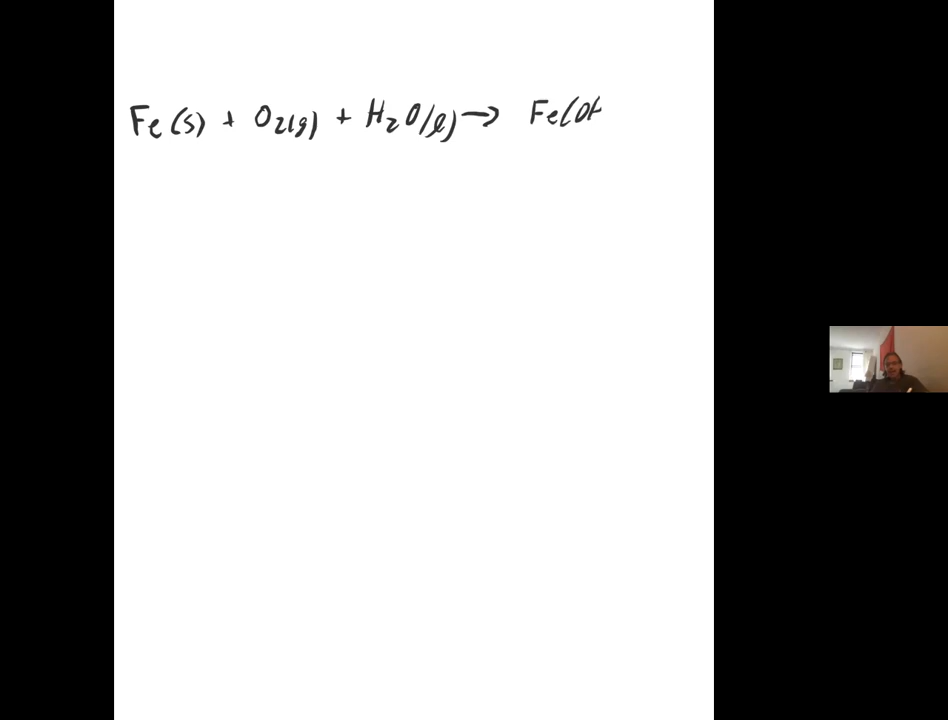 Fe(s) + O2(g) + H2O(l) → Fe(OH